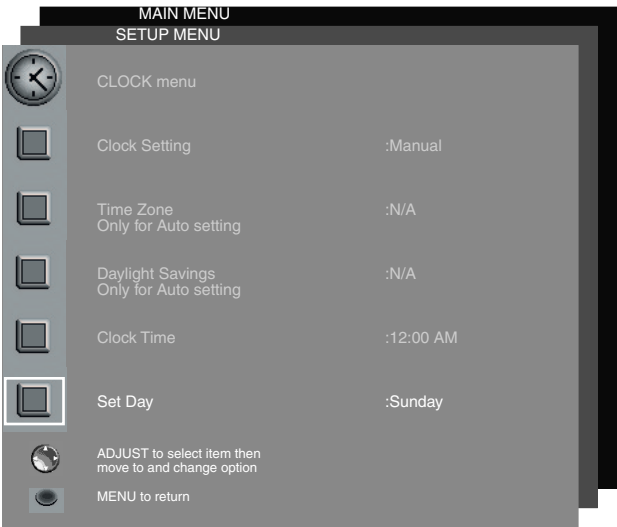 MAIN MENU
SETUP MENU
CLOCK menu
Clock Setting :Manual
Time Zone :N/A
Only for Auto setting
Daylight Savings :N/A
Only for Auto setting
Clock Time :12:00 AM
Set Day :Sunday
ADJUST to select item then
move to and change option
MENU to return